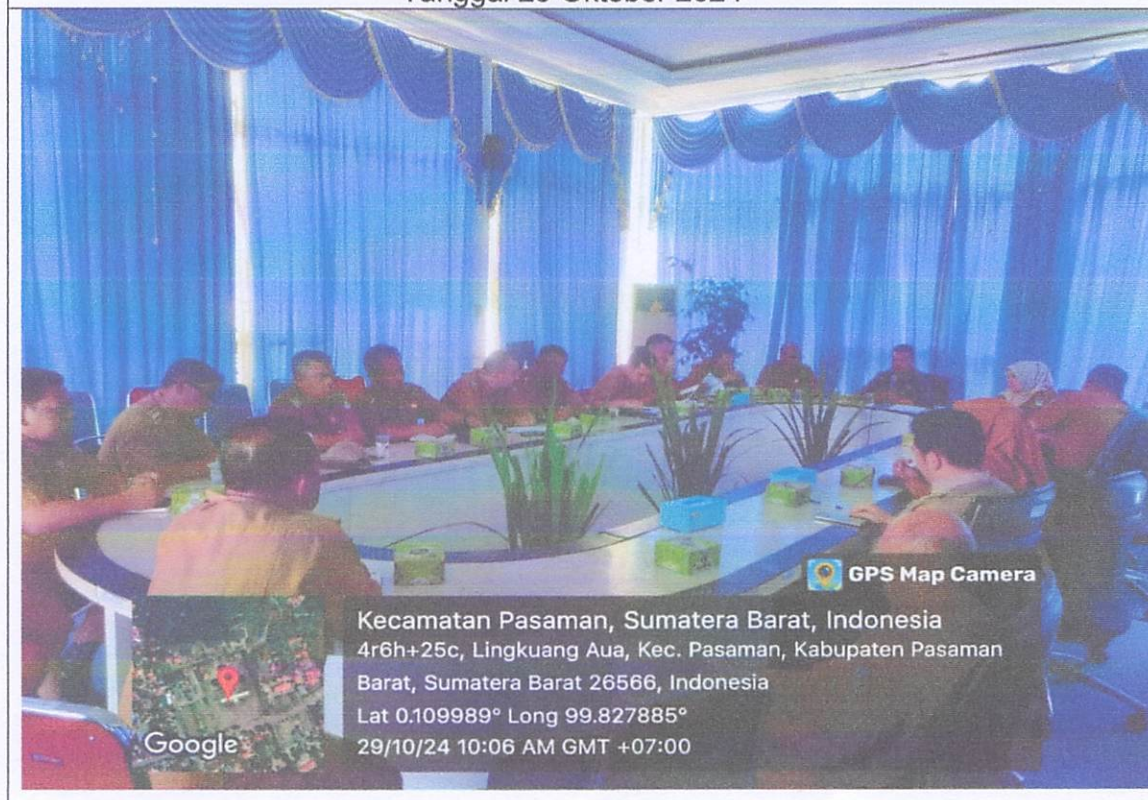 GPS Map Camera
Kecamatan Pasaman, Sumatera Barat, Indonesia
4r6h+25c, Lingkuang Aua, Kec. Pasaman, Kabupaten Pasaman
Barat, Sumatera Barat 26566, Indonesia
Lat 0.109989° Long 99.827885°
29/10/24 10:06 AM GMT +07:00
Google